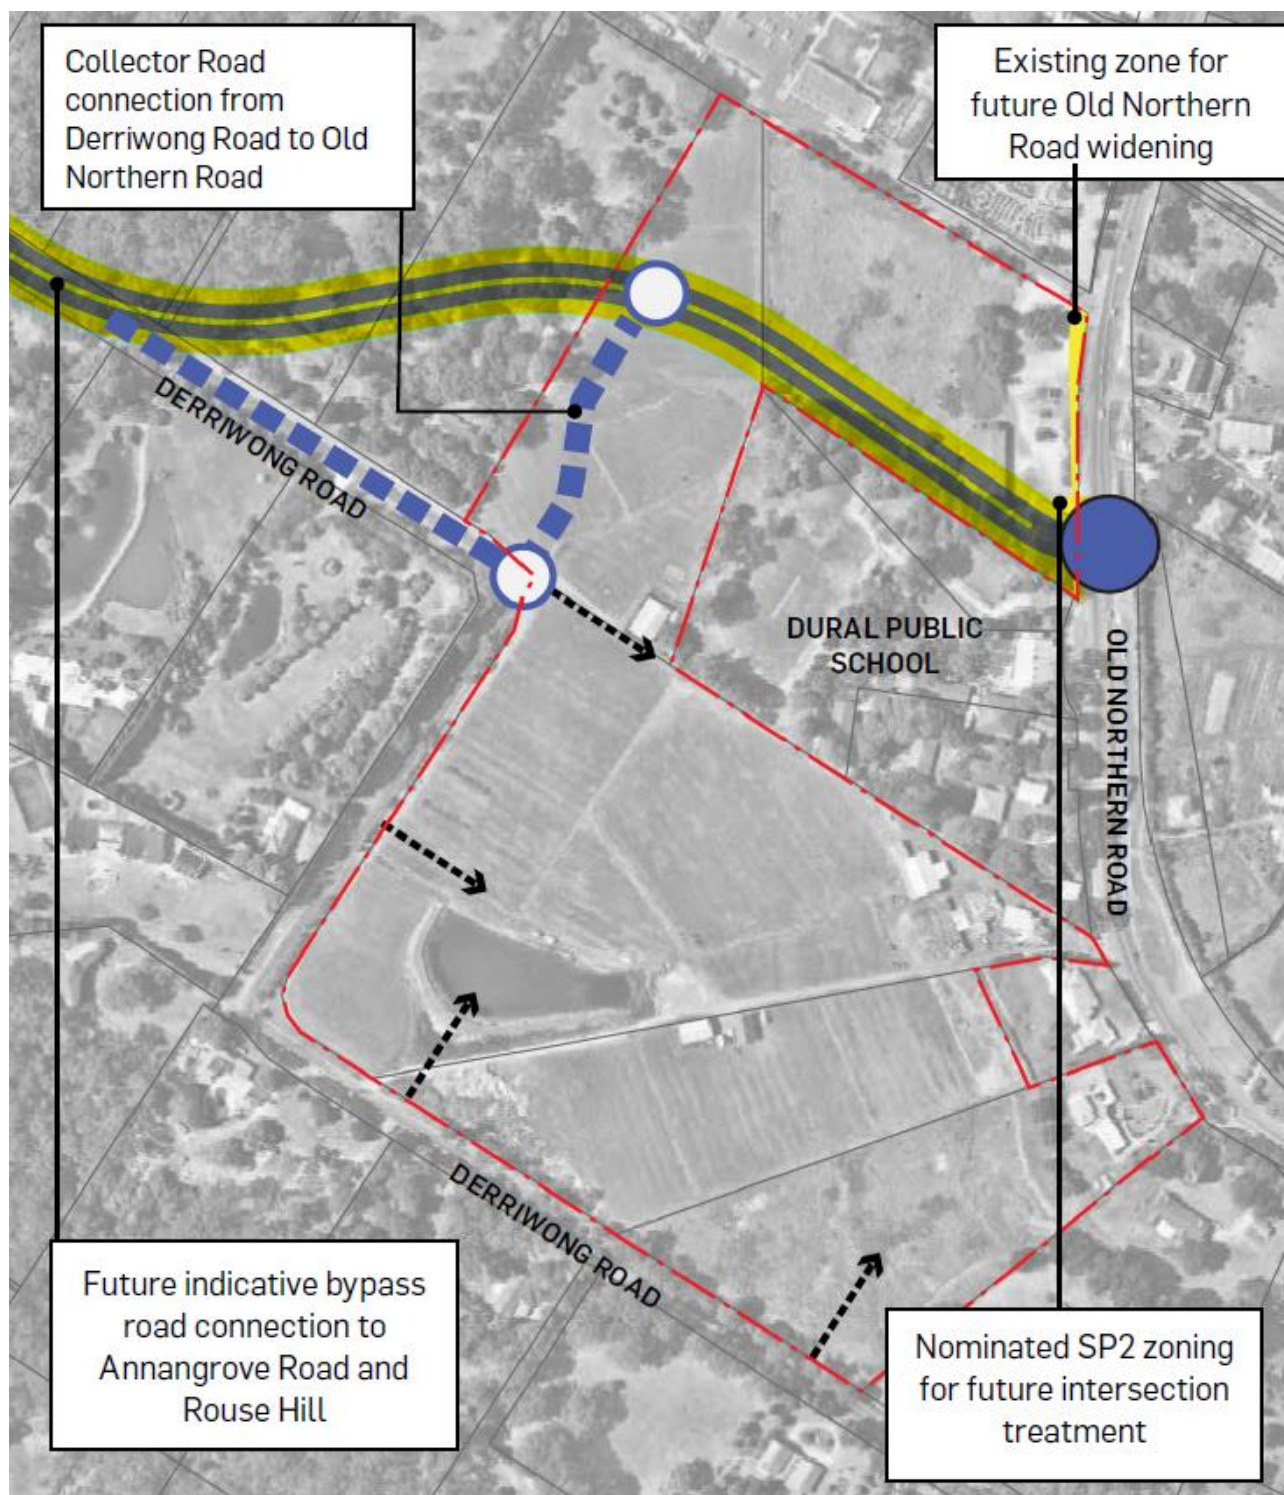 Collector Road
connection from
Derriwong Road to Old
Northern Road
Existing zone for
future Old Northern
Road widening
DERRIWONG ROAD
DURAL PUBLIC
SCHOOL
OLD NORTHERN ROAD
DERRIWONG ROAD
Future indicative bypass
road connection to
Annangrove Road and
Rouse Hill
Nominated SP2 zoning
for future intersection
treatment